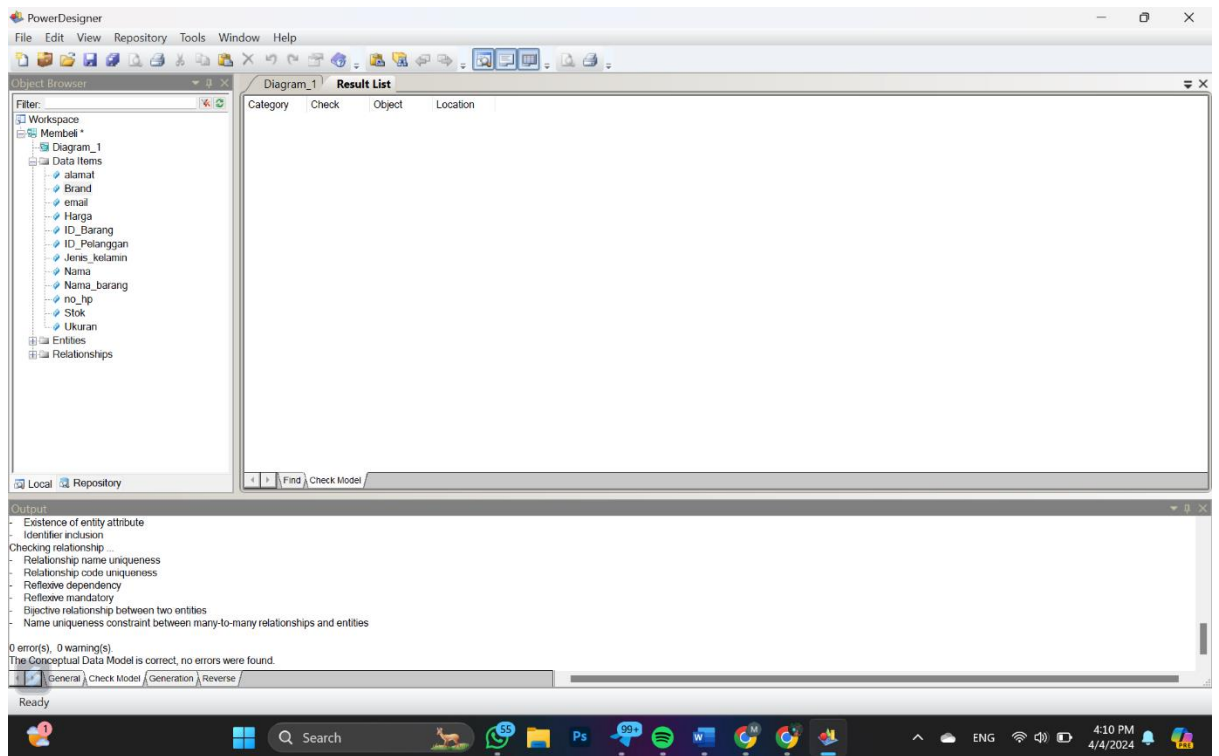 PowerDesigner
File Edit View Repository Tools Window Help
Object Browser
Diagram_1 Result List
Filter:
Category Check Object Location
Workspace
Membeli *
Diagram_1
Data Items
alamat
Brand
email
Harga
ID_Barang
ID_Pelanggan
Jenis_kelamin
Nama
Nama_barang
no_hp
Stok
Ukuran
Entities
Relationships
Local Repository
Find Check Model
Output
- Existence of entity attribute
- Identifier inclusion
Checking relationship ...
- Relationship name uniqueness
- Relationship code uniqueness
- Reflexive dependency
- Reflexive mandatory
- Bijective relationship between two entities
- Name uniqueness constraint between many-to-many relationships and entities
0 error(s), 0 warning(s).
The Conceptual Data Model is correct, no errors were found.
General Check Model Generation Reverse
Ready
1
Search
55
Ps
99+
W
M
ENG
4:10 PM
4/4/2024
PRE